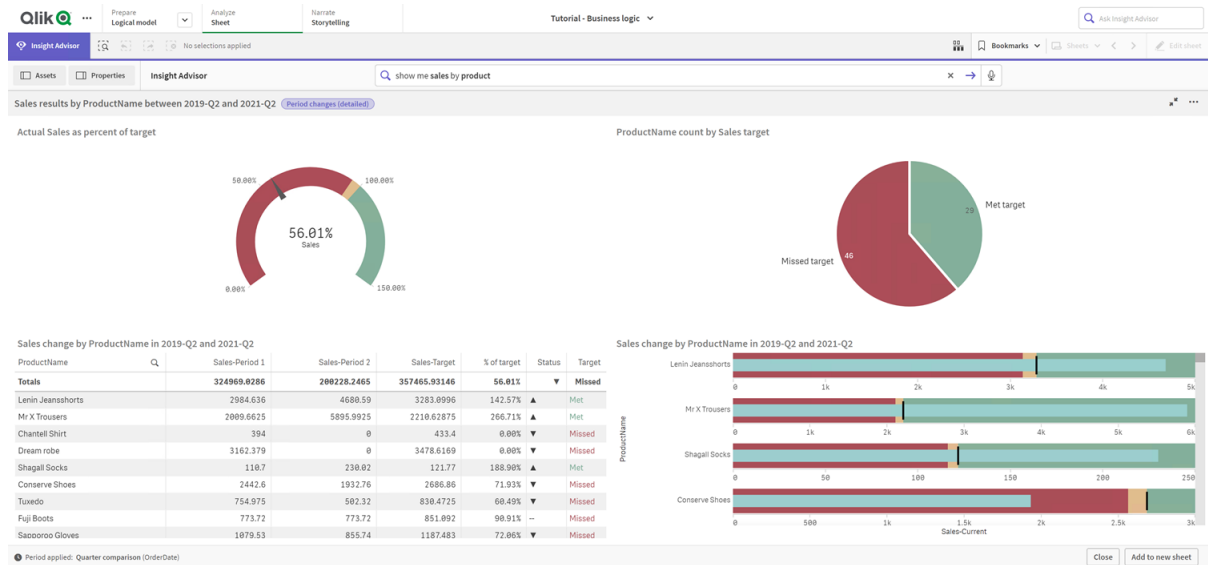 Qlik
Prepare
Logical model
Analyze
Sheet
Narrate
Storytelling
Tutorial - Business logic
Ask Insight Advisor
Insight Advisor
No selections applied
Bookmarks
Sheets
Edit sheet
Assets
Properties
Insight Advisor
show me sales by product
Sales results by ProductName between 2019-Q2 and 2021-Q2 Period changes (detailed)
Actual Sales as percent of target
50.00% 100.00%
56.01%
Sales
0.00% 150.00%
ProductName count by Sales target
Met target
Missed target 46
Sales change by ProductName in 2019-Q2 and 2021-Q2
ProductName Sales-Period 1 Sales-Period 2 Sales-Target % of target Status Target
Totals 324969.0286 200228.2465 357465.93146 56.01% ▼ Missed
Lenin Jeansshorts 2984.636 4680.59 3283.0996 142.57% ▲ Met
Mr X Trousers 2009.6625 5895.9925 2210.62875 266.71% ▲ Met
Chantell Shirt 394 0 433.4 0.00% ▼ Missed
Dream robe 3162.379 0 3478.6169 0.00% ▼ Missed
Shagall Socks 110.7 230.02 121.77 188.90% ▲ Met
Conserve Shoes 2442.6 1932.76 2686.86 71.93% ▼ Missed
Tuxedo 754.975 502.32 830.4725 60.49% ▼ Missed
Fuji Boots 773.72 773.72 851.092 90.91% -- Missed
Sapporoo Gloves 1079.53 855.74 1187.483 72.06% ▼ Missed
Sales change by ProductName in 2019-Q2 and 2021-Q2
ProductName
Lenin Jeansshorts
0 1k 2k 3k 4k 5k
Mr X Trousers
0 1k 2k 3k 4k 5k 6k
Shagall Socks
0 50 100 150 200 250
Conserve Shoes
0 500 1k 1.5k 2k 2.5k 3k
Sales-Current
Period applied: Quarter comparison (OrderDate)
Close
Add to new sheet